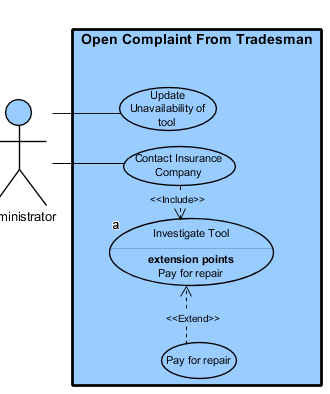 Open Complaint From Tradesman
Update
Unavailability of
tool
Contact Insurance
Company
<<Include>>
ministrator
a
Investigate Tool
extension points
Pay for repair
<<Extend>>
Pay for repair